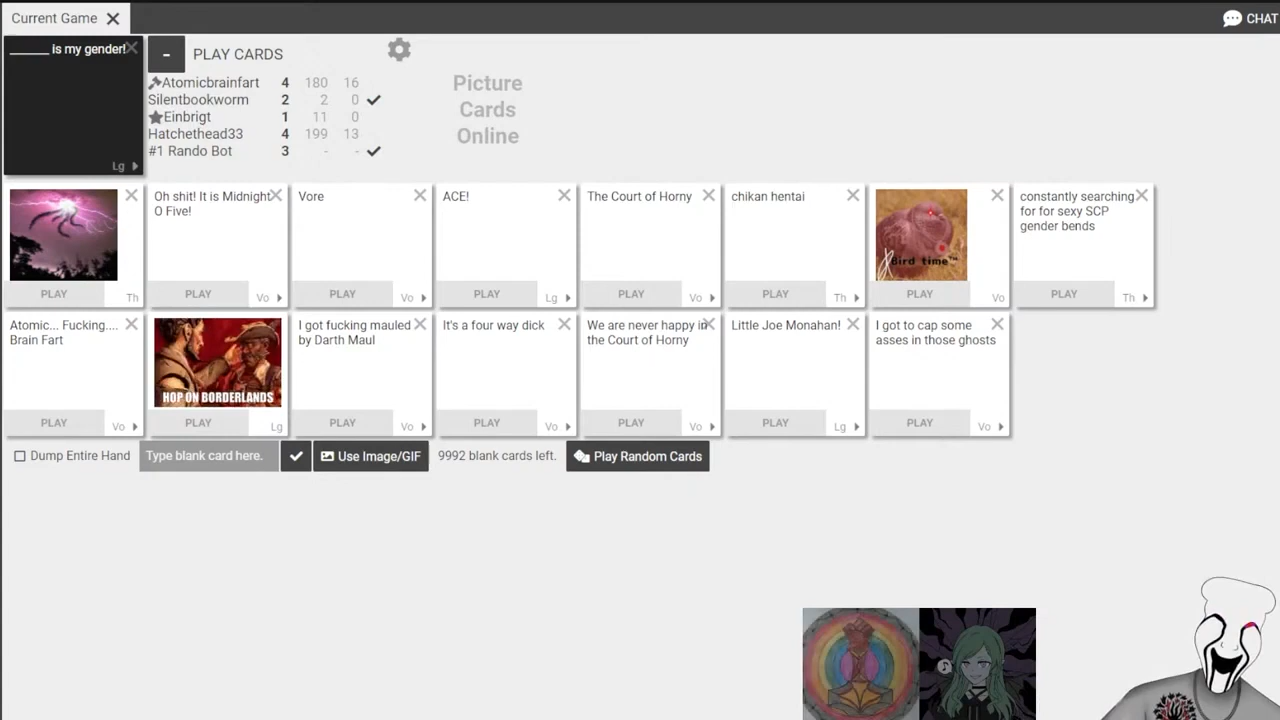 Current Game
CHAT
______ is my gender!
Lg
-
PLAY CARDS
Atomicbrainfart 4 180 16
Silentbookworm 2 2 0
Einbrigt 1 11 0
Hatchethead33 4 199 13
#1 Rando Bot 3 - -
Picture
Cards
Online
PLAY
Th
Oh shit! It is Midnight
O Five!
PLAY
Vo
Vore
PLAY
Vo
ACE!
PLAY
Lg
The Court of Horny
PLAY
Vo
chikan hentai
PLAY
Th
Bird time™
PLAY
Vo
constantly searching
for for sexy SCP
gender bends
PLAY
Th
Atomic... Fucking....
Brain Fart
PLAY
Vo
HOP ON BORDERLANDS
PLAY
Lg
I got fucking mauled
by Darth Maul
PLAY
Vo
It's a four way dick
PLAY
Vo
We are never happy in
the Court of Horny
PLAY
Vo
Little Joe Monahan!
PLAY
Lg
I got to cap some
asses in those ghosts
PLAY
Vo
Dump Entire Hand
Type blank card here.
Use Image/GIF
9992 blank cards left.
Play Random Cards